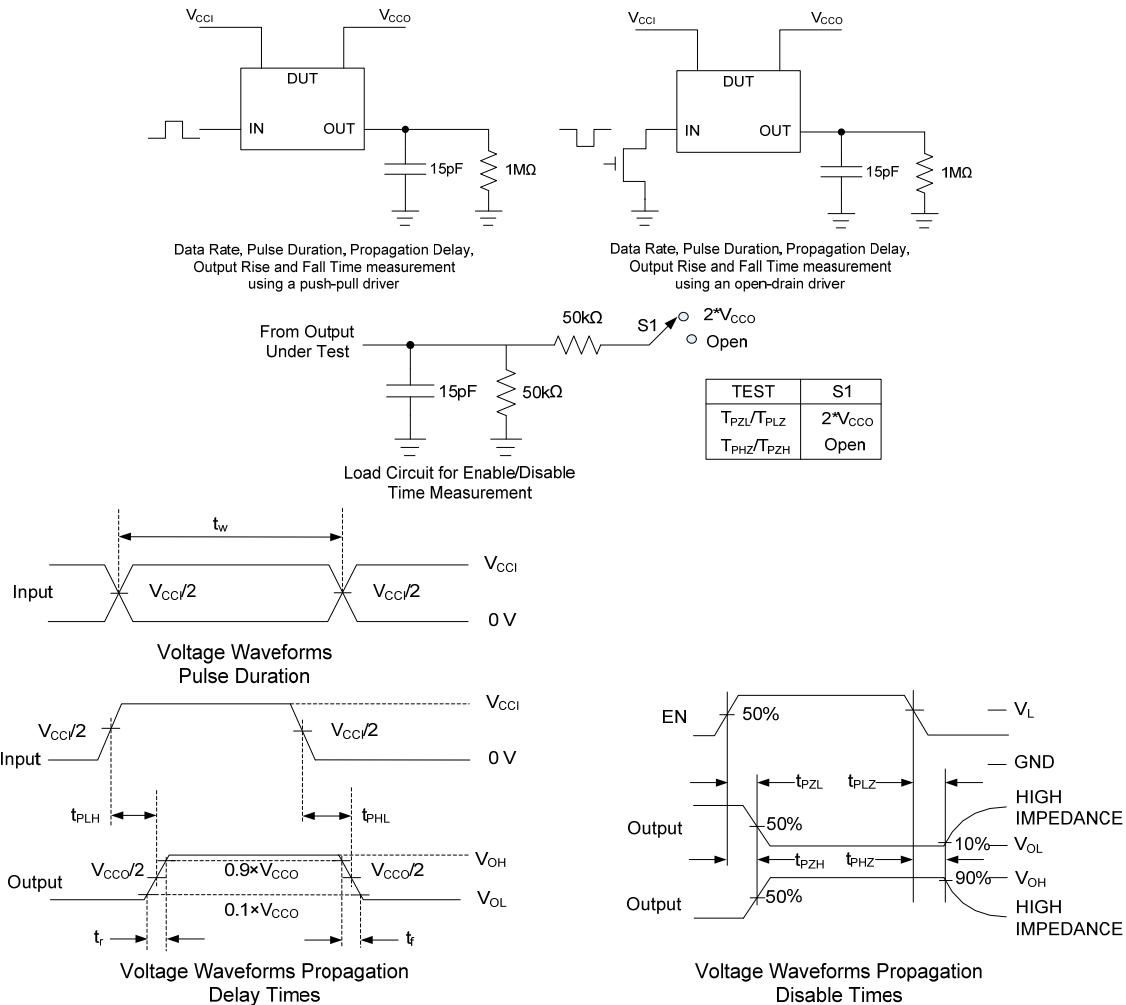 VCCI
VCCO
DUT
IN
OUT
15pF
1MΩ
Data Rate, Pulse Duration, Propagation Delay,
Output Rise and Fall Time measurement
using a push-pull driver
VCCI
VCCO
DUT
IN
OUT
15pF
1MΩ
Data Rate, Pulse Duration, Propagation Delay,
Output Rise and Fall Time measurement
using an open-drain driver
From Output
Under Test
15pF
50kΩ
50kΩ
S1
2*VCCO
Open
Load Circuit for Enable/Disable
Time Measurement
TEST S1
TPZL/TPLZ 2*VCCO
TPHZ/TPZH Open
tw
Input
VCCI/2
VCCI/2
VCCI
0 V
Voltage Waveforms
Pulse Duration
Input
VCCI/2
VCCI/2
VCCI
0 V
tPLH
tPHL
Output
VCCO/2
0.9×VCCO
VCCO/2
0.1×VCCO
VOH
VOL
tr
tf
Voltage Waveforms Propagation
Delay Times
EN
50%
VL
GND
tPZL
tPLZ
Output
50%
HIGH
IMPEDANCE
10%
VOL
tPZH
tPHZ
Output
50%
90%
VOH
HIGH
IMPEDANCE
Voltage Waveforms Propagation
Disable Times